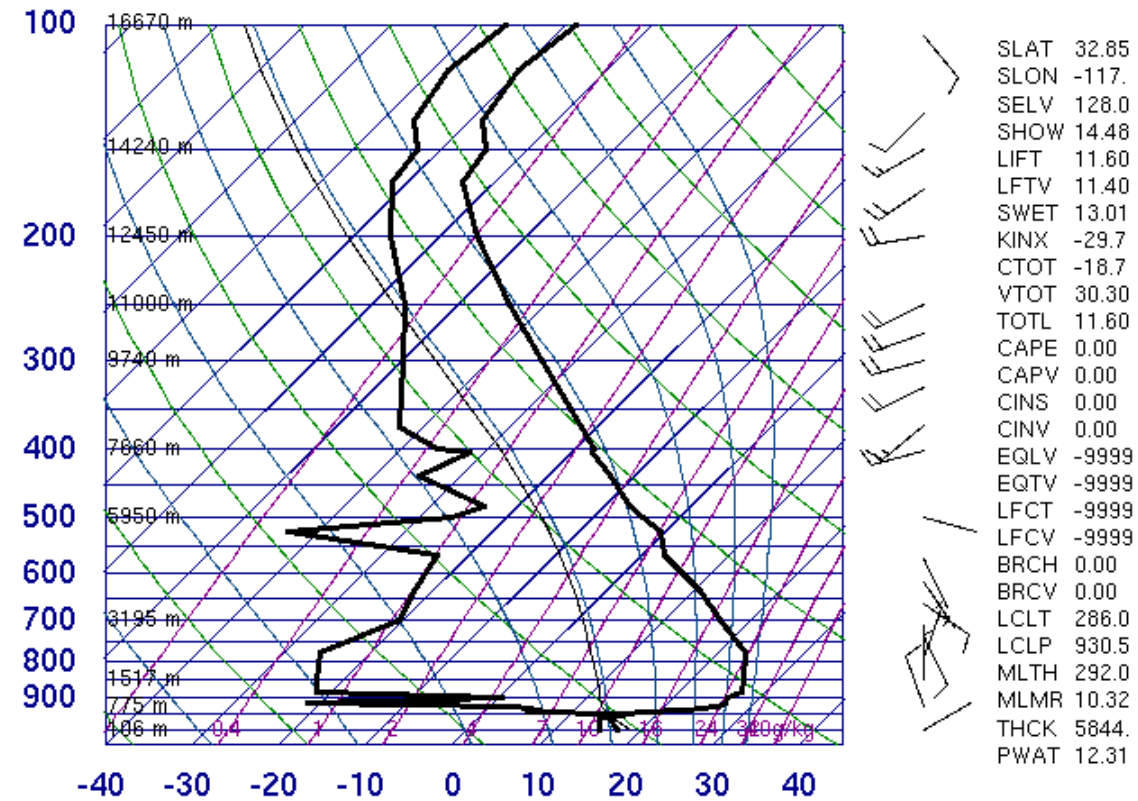 100
16670 m
14240 m
200
12450 m
11000 m
300
9740 m
400
7660 m
500
5950 m
600
700
3195 m
800
1517 m
900
775 m
106 m
0.4 1 2 4 7 10 16 24 32 40g/kg
-40 -30 -20 -10 0 10 20 30 40
SLAT 32.85
SLON -117.
SELV 128.0
SHOW 14.48
LIFT 11.60
LFTV 11.40
SWET 13.01
KINX -29.7
CTOT -18.7
VTOT 30.30
TOTL 11.60
CAPE 0.00
CAPV 0.00
CINS 0.00
CINV 0.00
EQLV -9999
EQTV -9999
LFCT -9999
LFCV -9999
BRCH 0.00
BRCV 0.00
LCLT 286.0
LCLP 930.5
MLTH 292.0
MLMR 10.32
THCK 5844.
PWAT 12.31